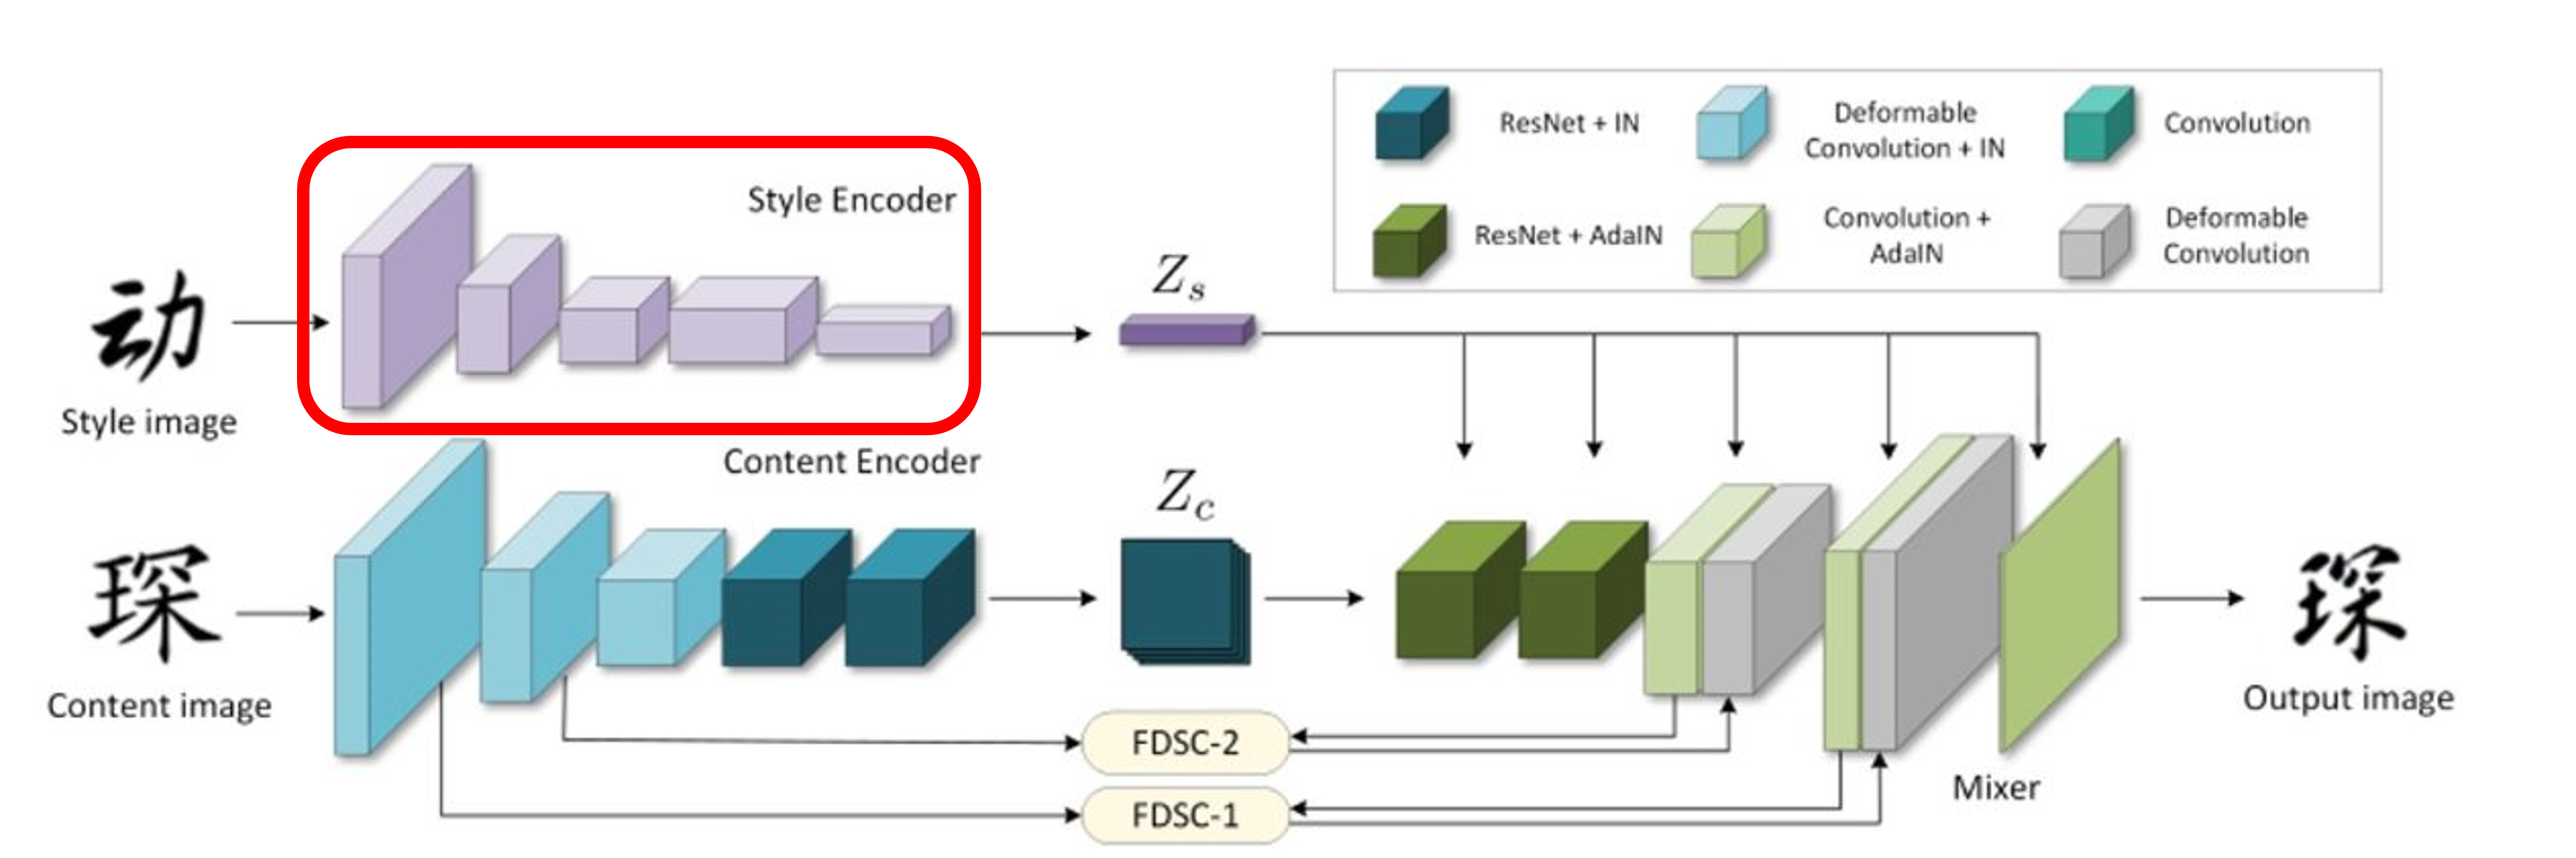 ResNet + IN
Deformable
Convolution + IN
Convolution
ResNet + AdaIN
Convolution +
AdaIN
Deformable
Convolution
Style Encoder
动
Style image
Z_s
Content Encoder
琛
Content image
Z_c
FDSC-2
FDSC-1
Mixer
琛
Output image